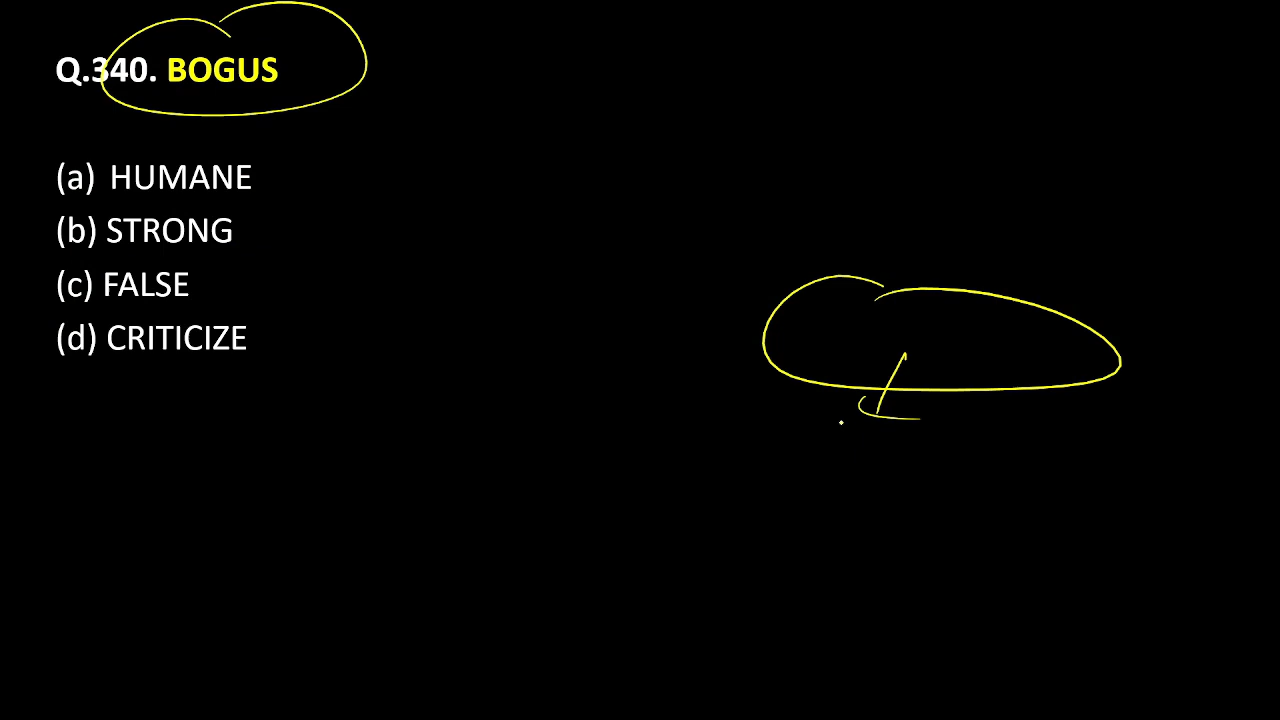 Q.340. BOGUS
(a) HUMANE
(b) STRONG
(c) FALSE
(d) CRITICIZE